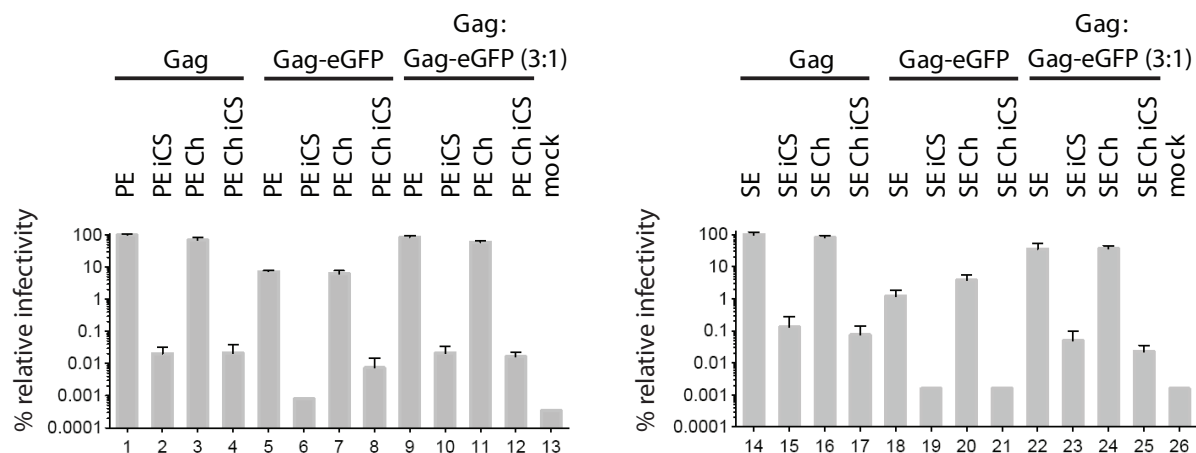 Gag:
Gag
Gag-eGFP
Gag-eGFP (3:1)
PE
PE iCS
PE Ch
PE Ch iCS
PE
PE iCS
PE Ch
PE Ch iCS
PE
PE iCS
PE Ch
PE Ch iCS
mock
% relative infectivity
100
10
1
0.1
0.01
0.001
0.0001
1 2 3 4 5 6 7 8 9 10 11 12 13
Gag:
Gag
Gag-eGFP
Gag-eGFP (3:1)
SE
SE iCS
SE Ch
SE Ch iCS
SE
SE iCS
SE Ch
SE Ch iCS
SE
SE iCS
SE Ch
SE Ch iCS
mock
% relative infectivity
100
10
1
0.1
0.01
0.001
0.0001
14 15 16 17 18 19 20 21 22 23 24 25 26